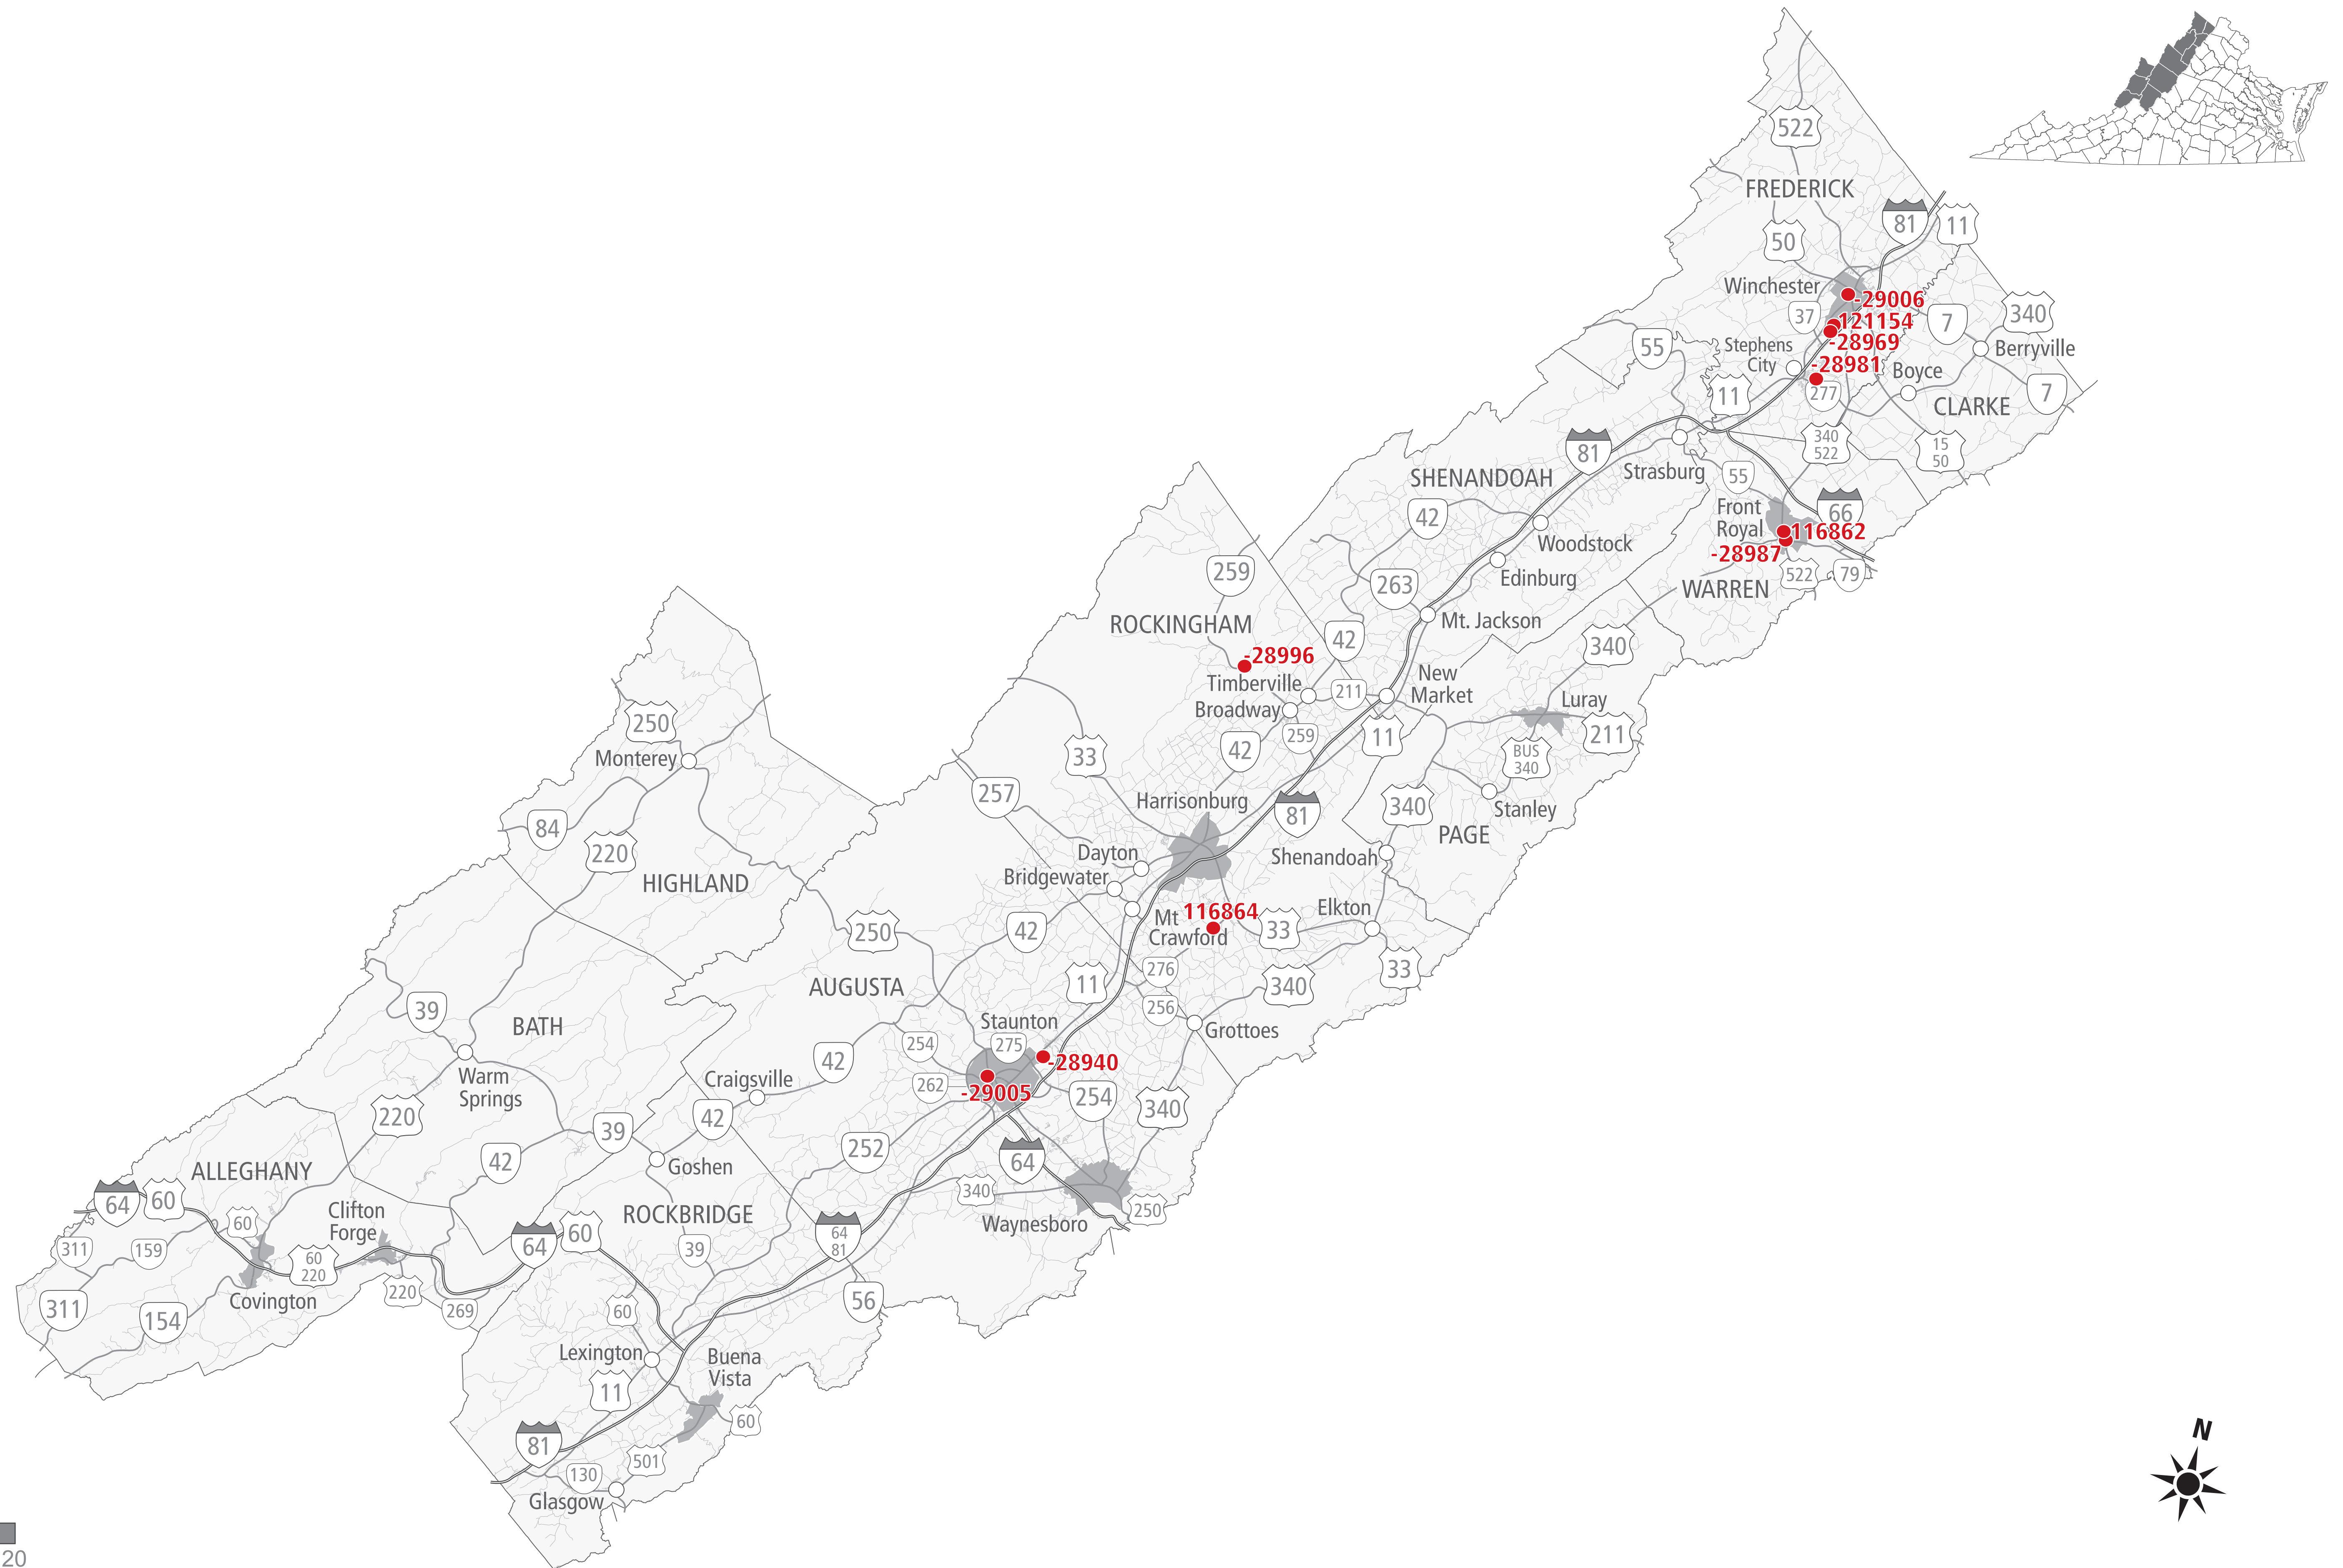 522
FREDERICK
81
11
50
Winchester
-29006
37
121154
7
340
-28969
Stephens
City
Berryville
55
-28981
Boyce
11
277
7
CLARKE
340
522
15
50
81
Strasburg
SHENANDOAH
55
42
Front
Royal
66
116862
Woodstock
-28987
259
Edinburg
263
522
79
WARREN
ROCKINGHAM
Mt. Jackson
42
340
-28996
Timberville
211
New
Market
Luray
Broadway
250
259
11
211
42
33
BUS
340
Monterey
257
Harrisonburg
81
340
Stanley
84
PAGE
220
Dayton
Shenandoah
HIGHLAND
Bridgewater
116864
Elkton
Mt
Crawford
33
250
42
276
33
11
340
AUGUSTA
256
39
BATH
Staunton
Grottoes
254
275
42
-28940
Warm
Springs
Craigsville
262
-29005
254
340
220
42
39
252
64
42
Goshen
ALLEGHANY
340
64
60
Clifton
Forge
60
ROCKBRIDGE
Waynesboro
250
64
60
64
81
311
159
39
60
220
220
269
Covington
311
154
60
56
Lexington
Buena
Vista
11
60
81
501
130
Glasgow
N
20